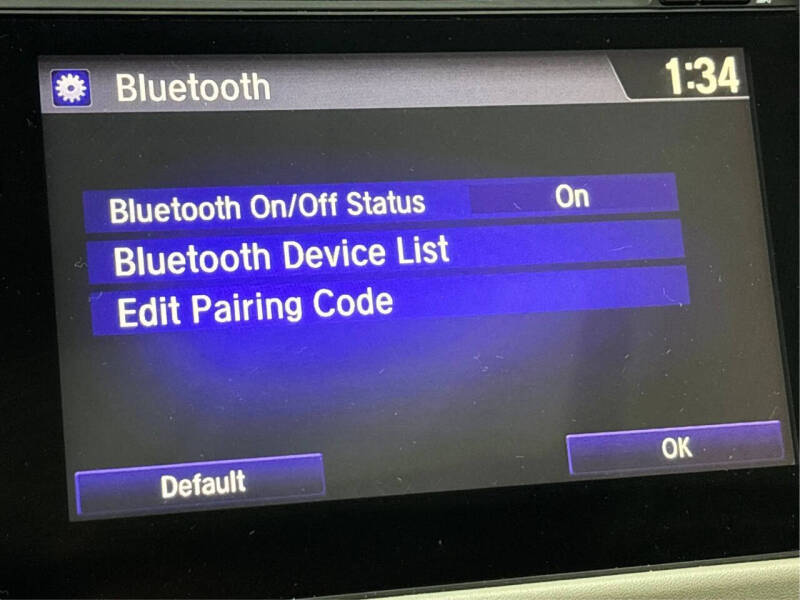 Bluetooth
1:34
Bluetooth On/Off Status On
Bluetooth Device List
Edit Pairing Code
Default
OK